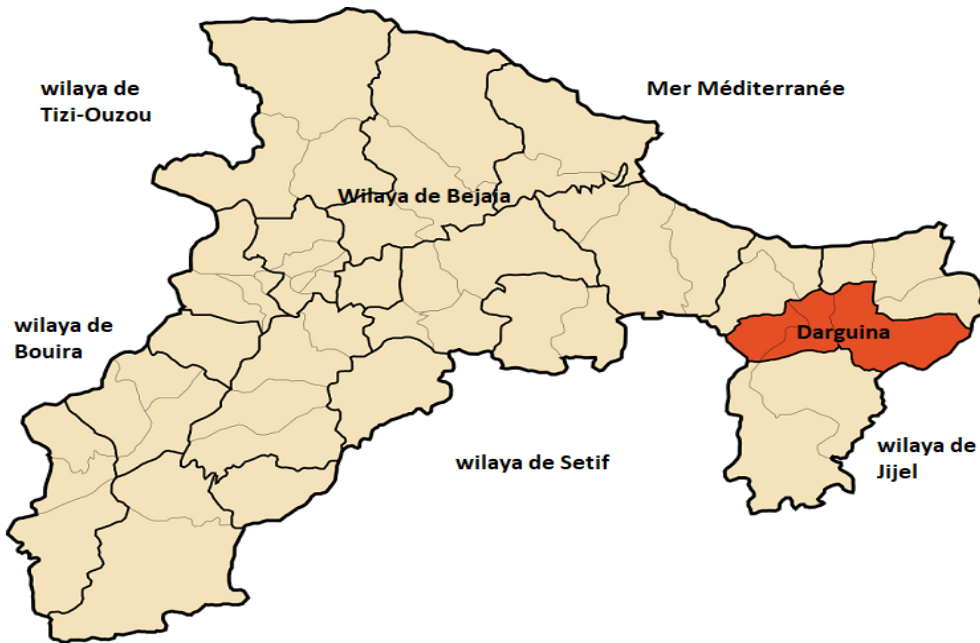 wilaya de
Tizi-Ouzou
Mer Méditerranée
Wilaya de Bejaia
wilaya de
Bouira
Darguina
wilaya de Setif
wilaya de
Jijel